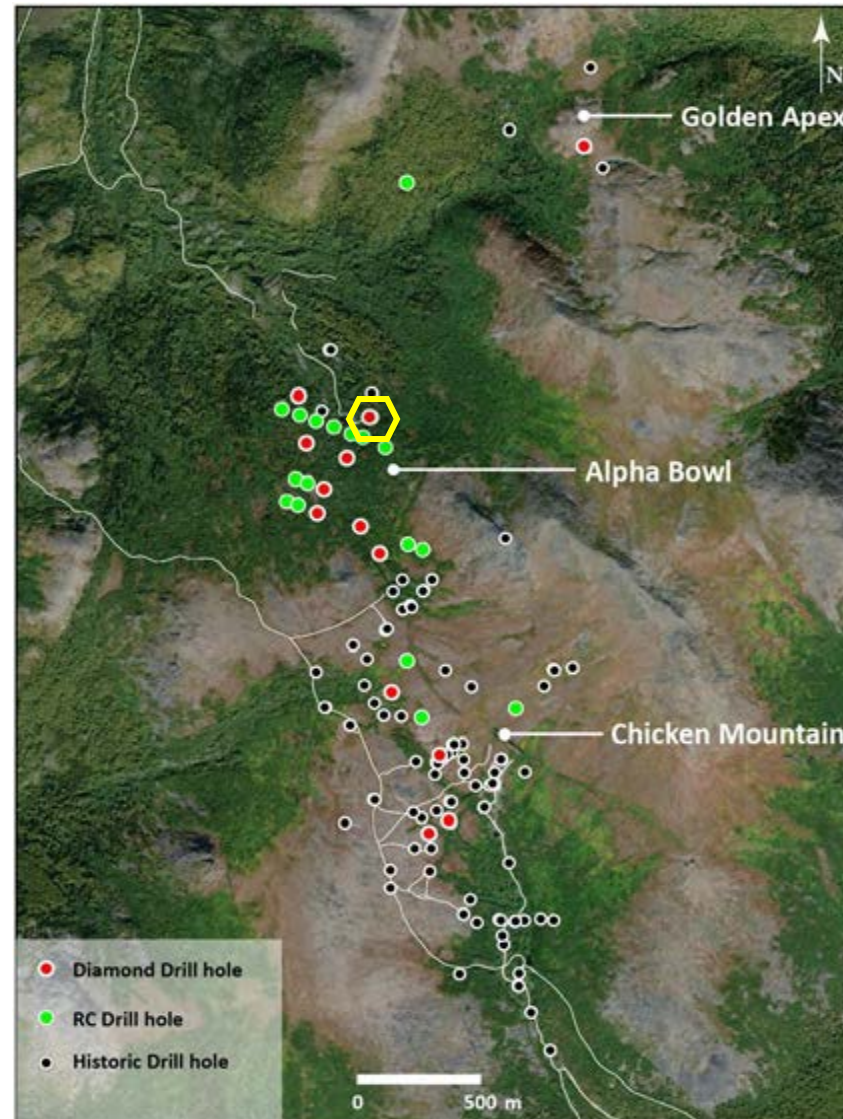 N
Golden Apex
Alpha Bowl
Chicken Mountain
Diamond Drill hole
RC Drill hole
Historic Drill hole
0 500 m